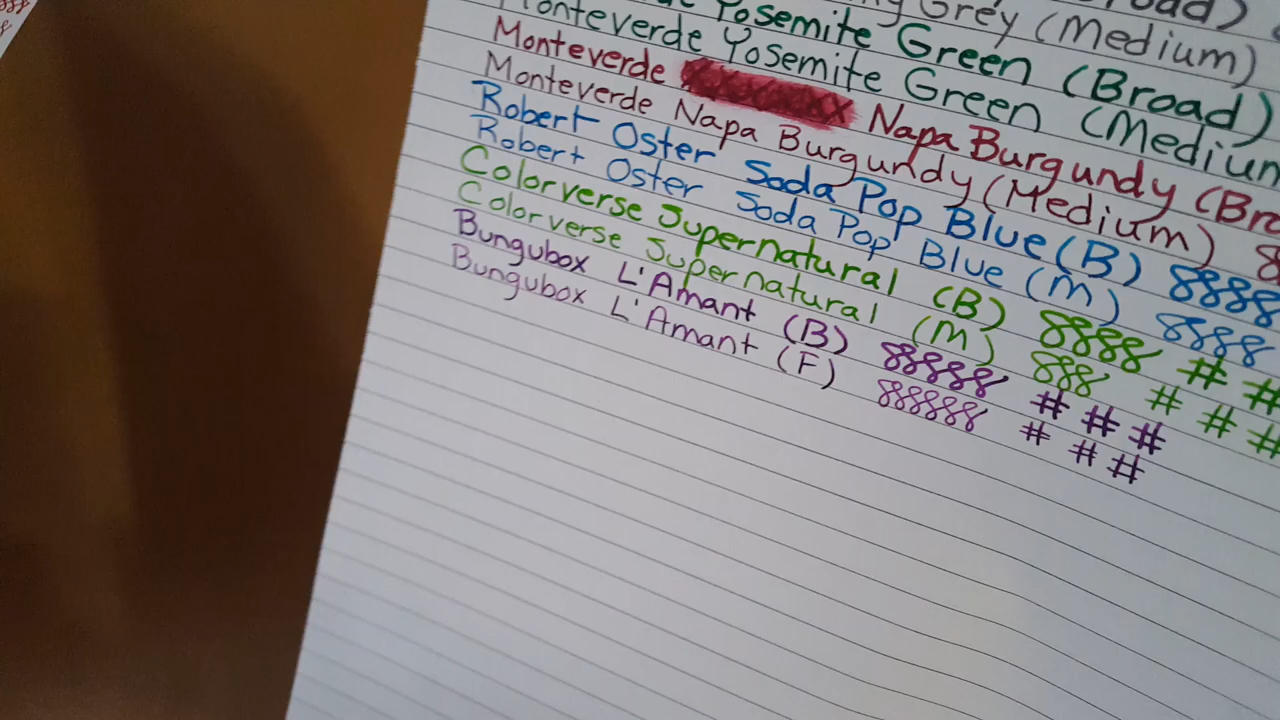 Grey (Medium)
Yosemite Green (Broad)
Monteverde Yosemite Green (Medium
Monteverde Napa Burgundy (Bro
Monteverde Napa Burgundy (Medium) 8
Robert Oster Soda Pop Blue (B) 8888
Robert Oster Soda Pop Blue (M) 8888
Colorverse Supernatural (B) 8888 # #
Colorverse Supernatural (M) 888 # # #
Bungubox L'Amant (B) 88888 # # #
Bungubox L'Amant (F) 888888 # # #